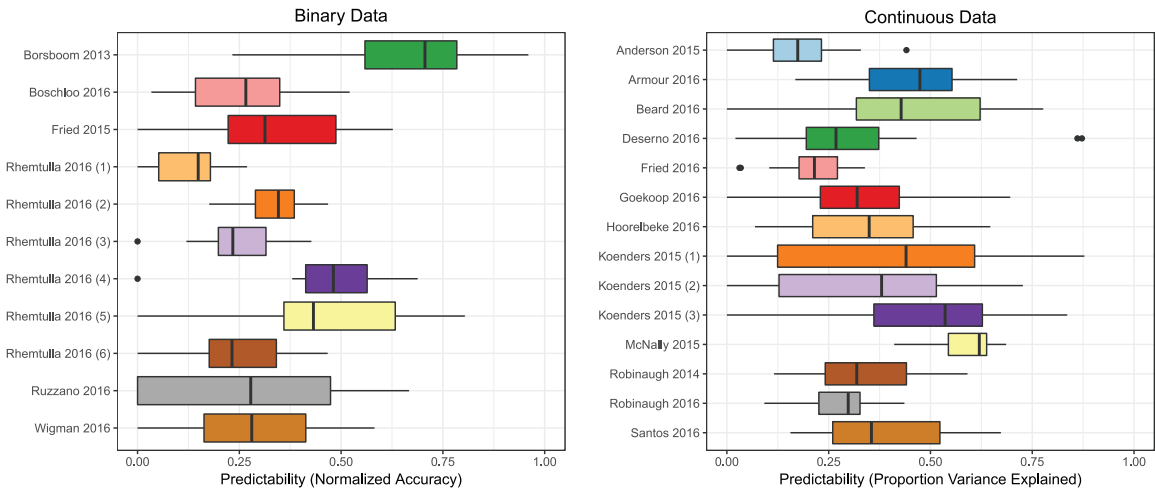 Binary Data
Borsboom 2013
Boschloo 2016
Fried 2015
Rhemtulla 2016 (1)
Rhemtulla 2016 (2)
Rhemtulla 2016 (3)
Rhemtulla 2016 (4)
Rhemtulla 2016 (5)
Rhemtulla 2016 (6)
Ruzzano 2016
Wigman 2016
0.00 0.25 0.50 0.75 1.00
Predictability (Normalized Accuracy)
Continuous Data
Anderson 2015
Armour 2016
Beard 2016
Deserno 2016
Fried 2016
Goekoop 2016
Hoorelbeke 2016
Koenders 2015 (1)
Koenders 2015 (2)
Koenders 2015 (3)
McNally 2015
Robinaugh 2014
Robinaugh 2016
Santos 2016
0.00 0.25 0.50 0.75 1.00
Predictability (Proportion Variance Explained)